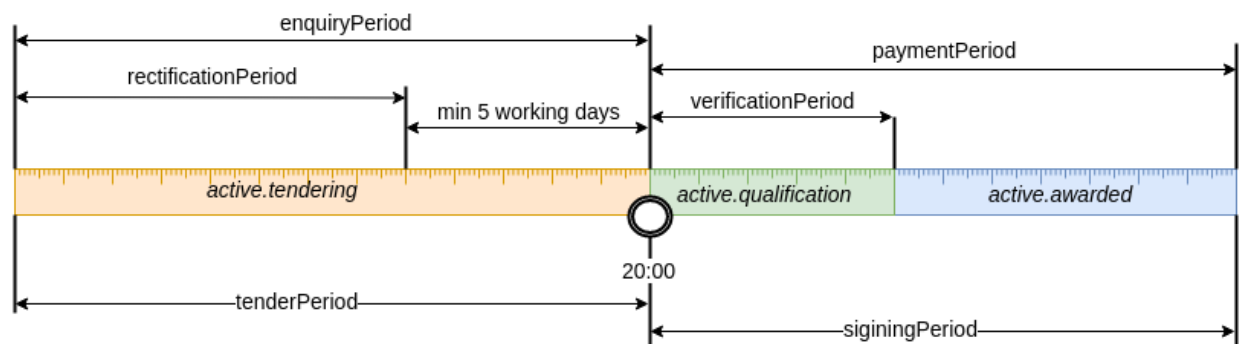 enquiryPeriod
paymentPeriod
rectificationPeriod
verificationPeriod
min 5 working days
active.tendering
active.qualification
active.awarded
20:00
tenderPeriod
siginingPeriod